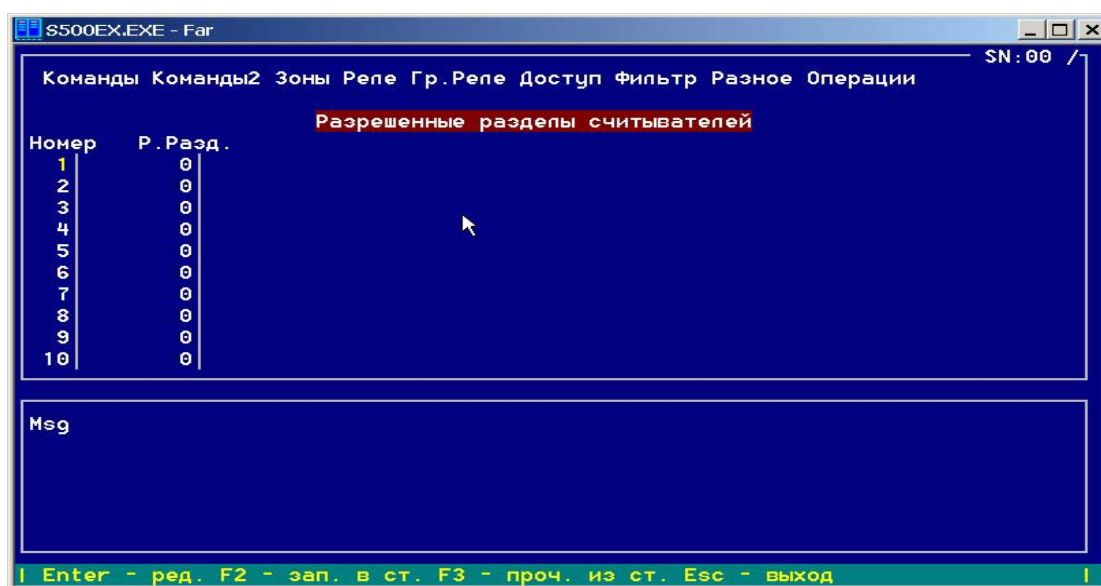 S500EX.EXE - Far
SN:00 /
Команды Команды2 Зоны Реле Гр.Реле Доступ Фильтр Разное Операции
Разрешенные разделы считывателей
Номер Р.Разд.
1 0
2 0
3 0
4 0
5 0
6 0
7 0
8 0
9 0
10 0
Msg
| Enter - ред. F2 - зап. в ст. F3 - проч. из ст. Esc - выход |